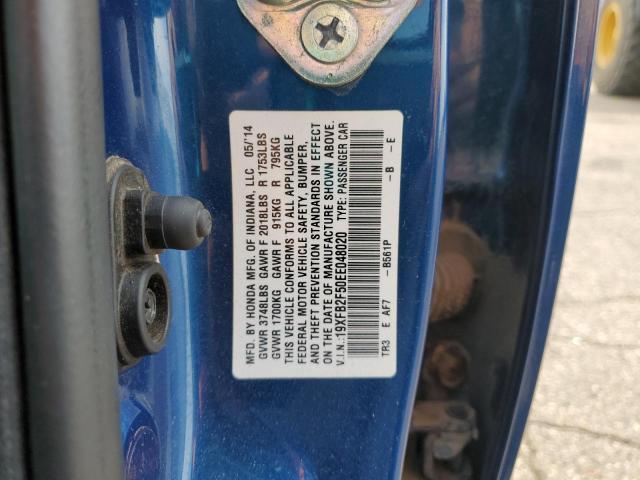 MFD. BY HONDA MFG. OF INDIANA, LLC 05/'14
GVWR 3748LBS GAWR F 2018LBS R 1753LBS
GVWR 1700KG GAWR F 915KG R 795KG
THIS VEHICLE CONFORMS TO ALL APPLICABLE
FEDERAL MOTOR VEHICLE SAFETY, BUMPER,
AND THEFT PREVENTION STANDARDS IN EFFECT
ON THE DATE OF MANUFACTURE SHOWN ABOVE.
V.I.N.:19XFB2F50EE048020 TYPE: PASSENGER CAR
-B561P -B -E
TR3 E AF7